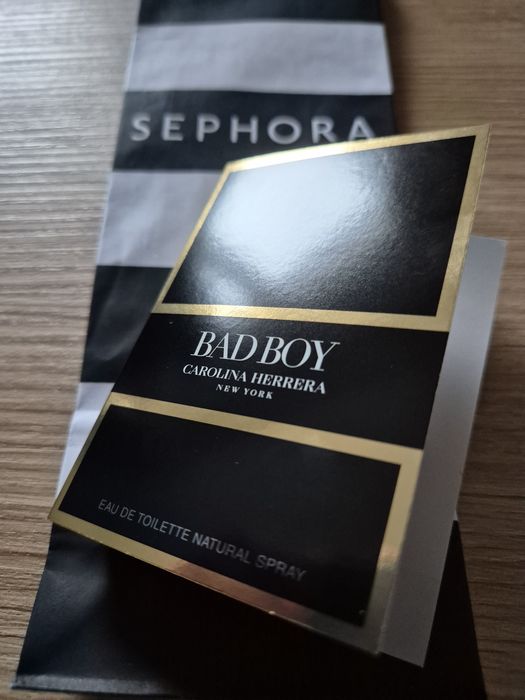 SEPHORA
BAD BOY
CAROLINA HERRERA
NEW YORK
EAU DE TOILETTE NATURAL SPRAY